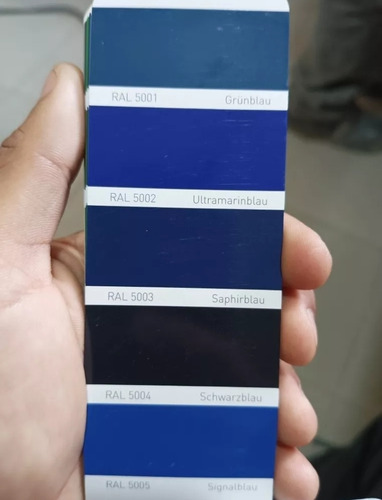 RAL 5001 Grünblau
RAL 5002 Ultramarinblau
RAL 5003 Saphirblau
RAL 5004 Schwarzblau
RAL 5005 Signalblau